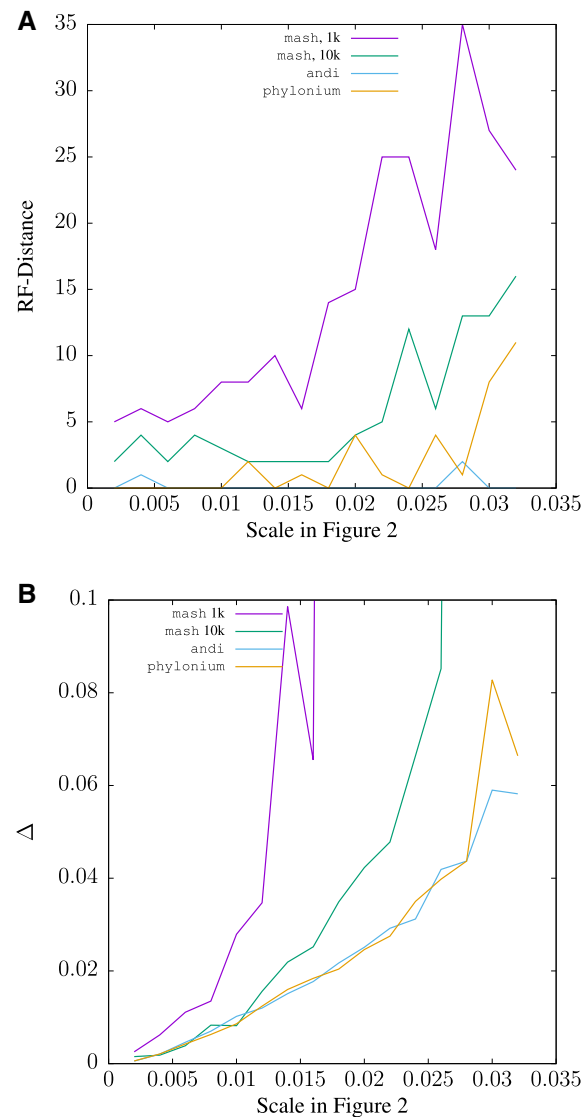 A
35
30
25
20
15
10
5
0
RF-Distance
mash, 1k
mash, 10k
andi
phylonium
0 0.005 0.01 0.015 0.02 0.025 0.03 0.035
Scale in Figure 2
B
0.1
0.08
0.06
0.04
0.02
0
Δ
mash 1k
mash 10k
andi
phylonium
0 0.005 0.01 0.015 0.02 0.025 0.03 0.035
Scale in Figure 2